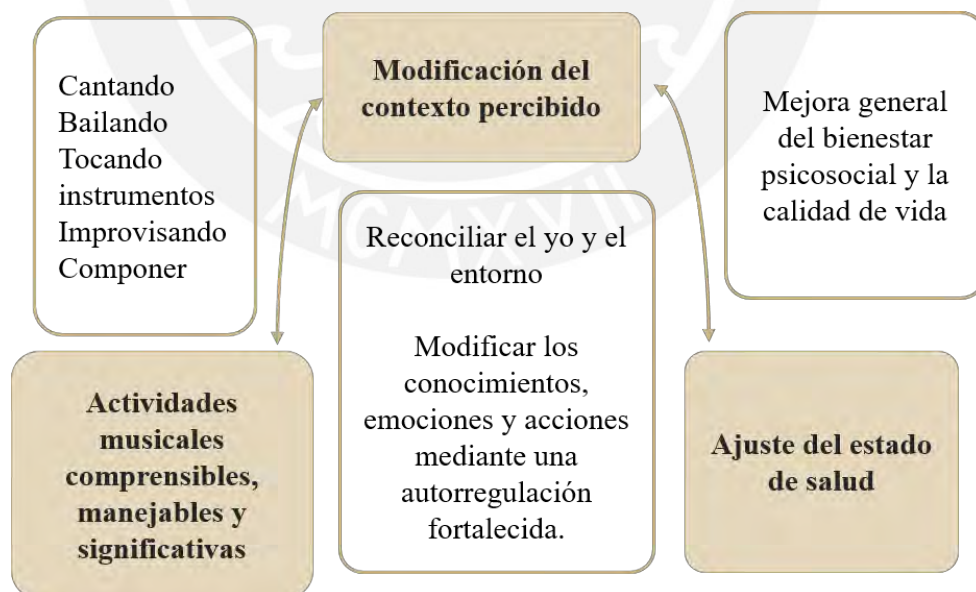 Cantando
Bailando
Tocando
instrumentos
Improvisando
Componer
Actividades
musicales
comprensibles,
manejables y
significativas
Modificación del
contexto percibido
MCMXVII
Reconciliar el yo y el
entorno
Modificar los
conocimientos,
emociones y acciones
mediante una
autorregulación
fortalecida.
Mejora general
del bienestar
psicosocial y la
calidad de vida
Ajuste del estado
de salud